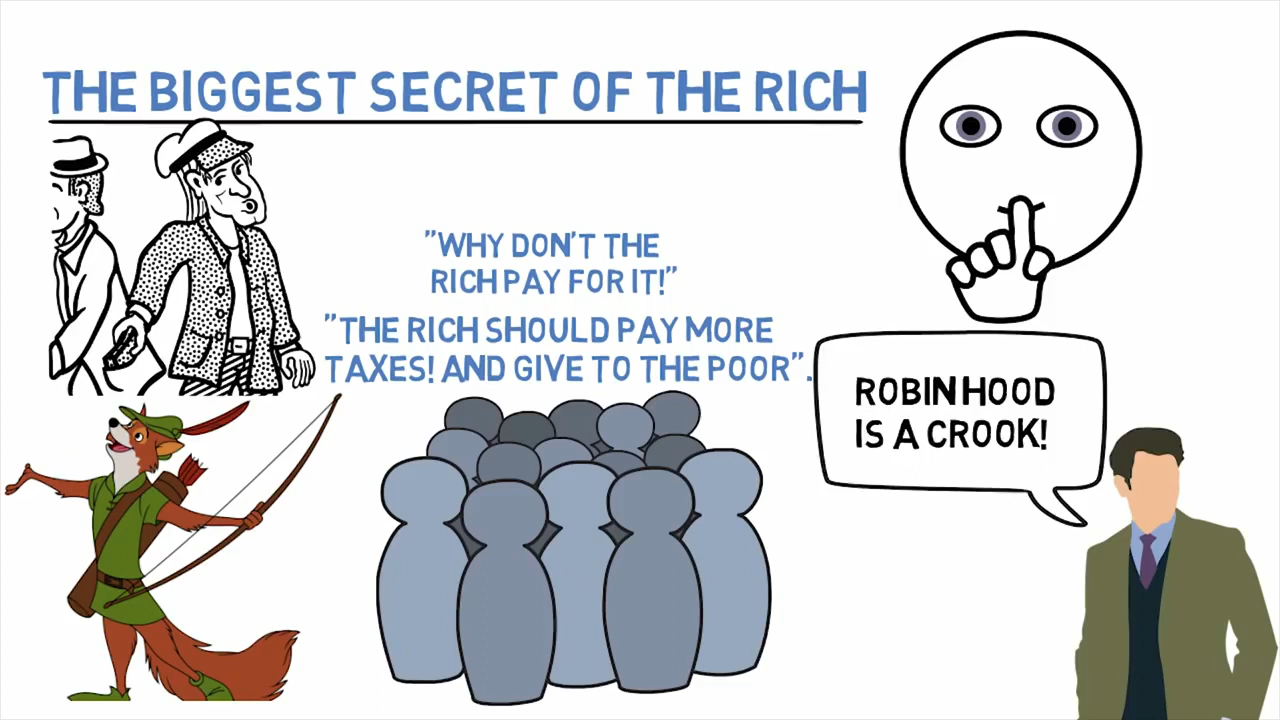 THE BIGGEST SECRET OF THE RICH
"WHY DON'T THE
RICH PAY FOR IT!"
"THE RICH SHOULD PAY MORE
TAXES! AND GIVE TO THE POOR".
ROBIN HOOD
IS A CROOK!